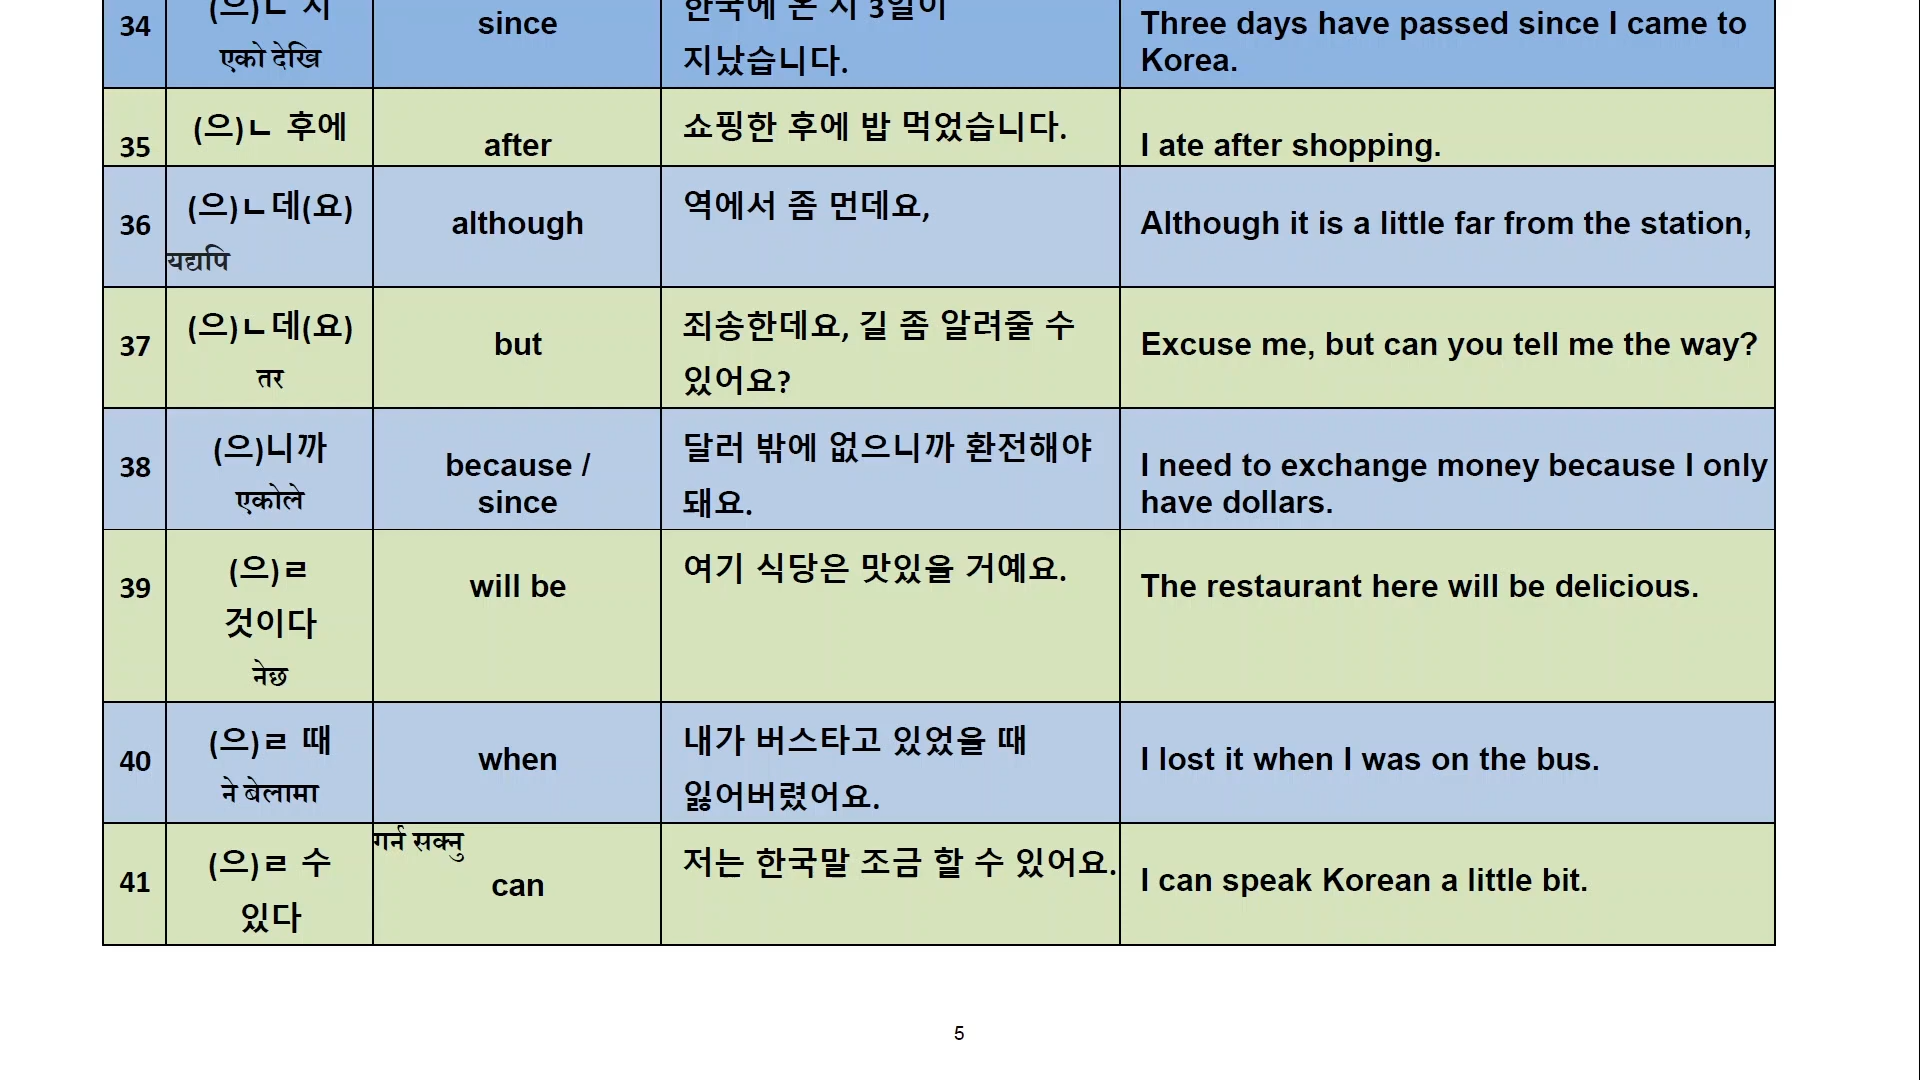 34
(으)ㄴ 지
एको देखि
since
한국에 온 지 3일이
지났습니다.
Three days have passed since I came to
Korea.
35
(으)ㄴ 후에
after
쇼핑한 후에 밥 먹었습니다.
I ate after shopping.
36
(으)ㄴ데(요)
यद्यपि
although
역에서 좀 먼데요,
Although it is a little far from the station,
37
(으)ㄴ데(요)
तर
but
죄송한데요, 길 좀 알려줄 수
있어요?
Excuse me, but can you tell me the way?
38
(으)니까
एकोले
because /
since
달러 밖에 없으니까 환전해야
돼요.
I need to exchange money because I only
have dollars.
39
(으)ㄹ
것이다
नेछ
will be
여기 식당은 맛있을 거예요.
The restaurant here will be delicious.
40
(으)ㄹ 때
ने बेलामा
when
내가 버스타고 있었을 때
잃어버렸어요.
I lost it when I was on the bus.
41
(으)ㄹ 수
있다
गर्न सक्नु
can
저는 한국말 조금 할 수 있어요.
I can speak Korean a little bit.
5